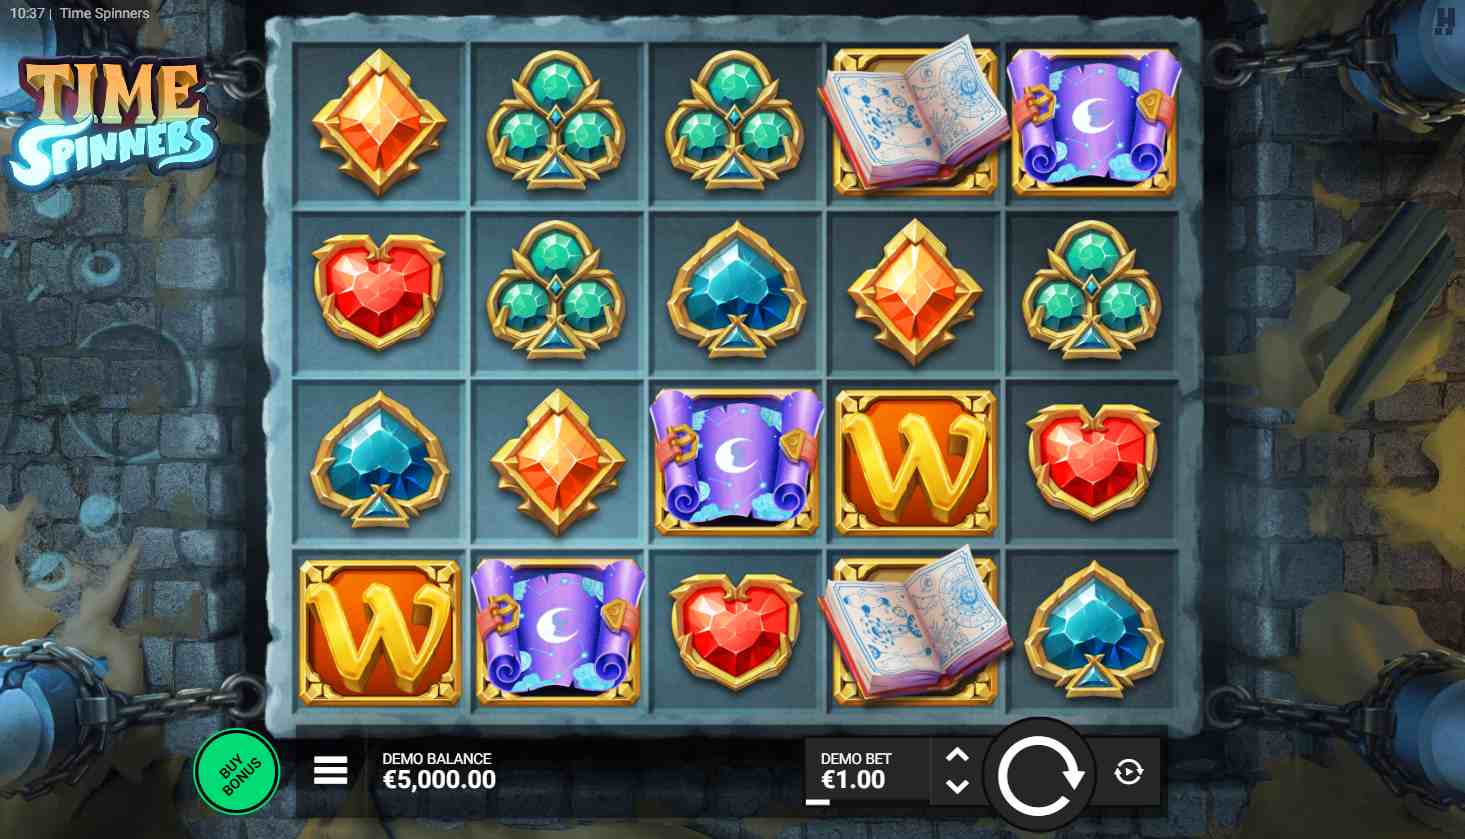 10:37 | Time Spinners
TIME
SPINNERS
W
W
BUY
BONUS
DEMO BALANCE
€5,000.00
DEMO BET
€1.00